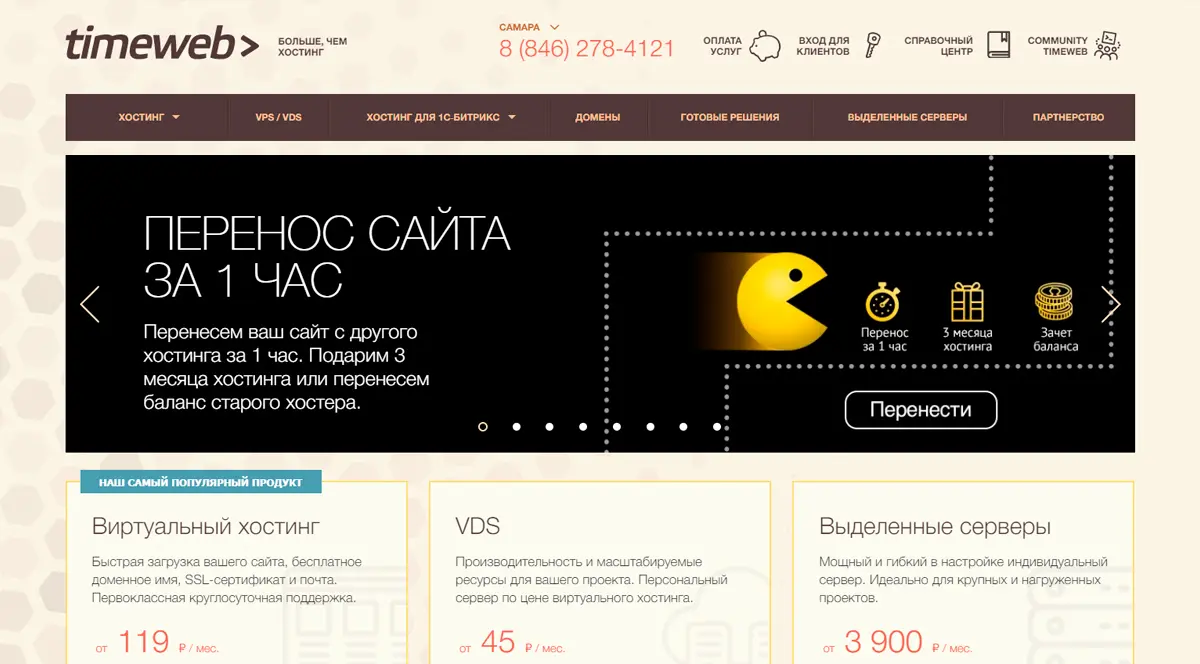 timeweb>
БОЛЬШЕ, ЧЕМ
ХОСТИНГ
САМАРА
8 (846) 278-4121
ОПЛАТА
УСЛУГ
ВХОД ДЛЯ
КЛИЕНТОВ
СПРАВОЧНЫЙ
ЦЕНТР
COMMUNITY
TIMEWEB
ХОСТИНГ
VPS / VDS
ХОСТИНГ ДЛЯ 1С-БИТРИКС
ДОМЕНЫ
ГОТОВЫЕ РЕШЕНИЯ
ВЫДЕЛЕННЫЕ СЕРВЕРЫ
ПАРТНЕРСТВО
ПЕРЕНОС САЙТА
ЗА 1 ЧАС
Перенесем ваш сайт с другого
хостинга за 1 час. Подарим 3
месяца хостинга или перенесем
баланс старого хостера.
Перенос
за 1 час
3 месяца
хостинга
Зачет
баланса
Перенести
НАШ САМЫЙ ПОПУЛЯРНЫЙ ПРОДУКТ
Виртуальный хостинг
Быстрая загрузка вашего сайта, бесплатное
доменное имя, SSL-сертификат и почта.
Первоклассная круглосуточная поддержка.
от 119 ₽ / мес.
VDS
Производительность и масштабируемые
ресурсы для вашего проекта. Персональный
сервер по цене виртуального хостинга.
от 45 ₽ / мес.
Выделенные серверы
Мощный и гибкий в настройке индивидуальный
сервер. Идеально для крупных и нагруженных
проектов.
от 3 900 ₽ / мес.